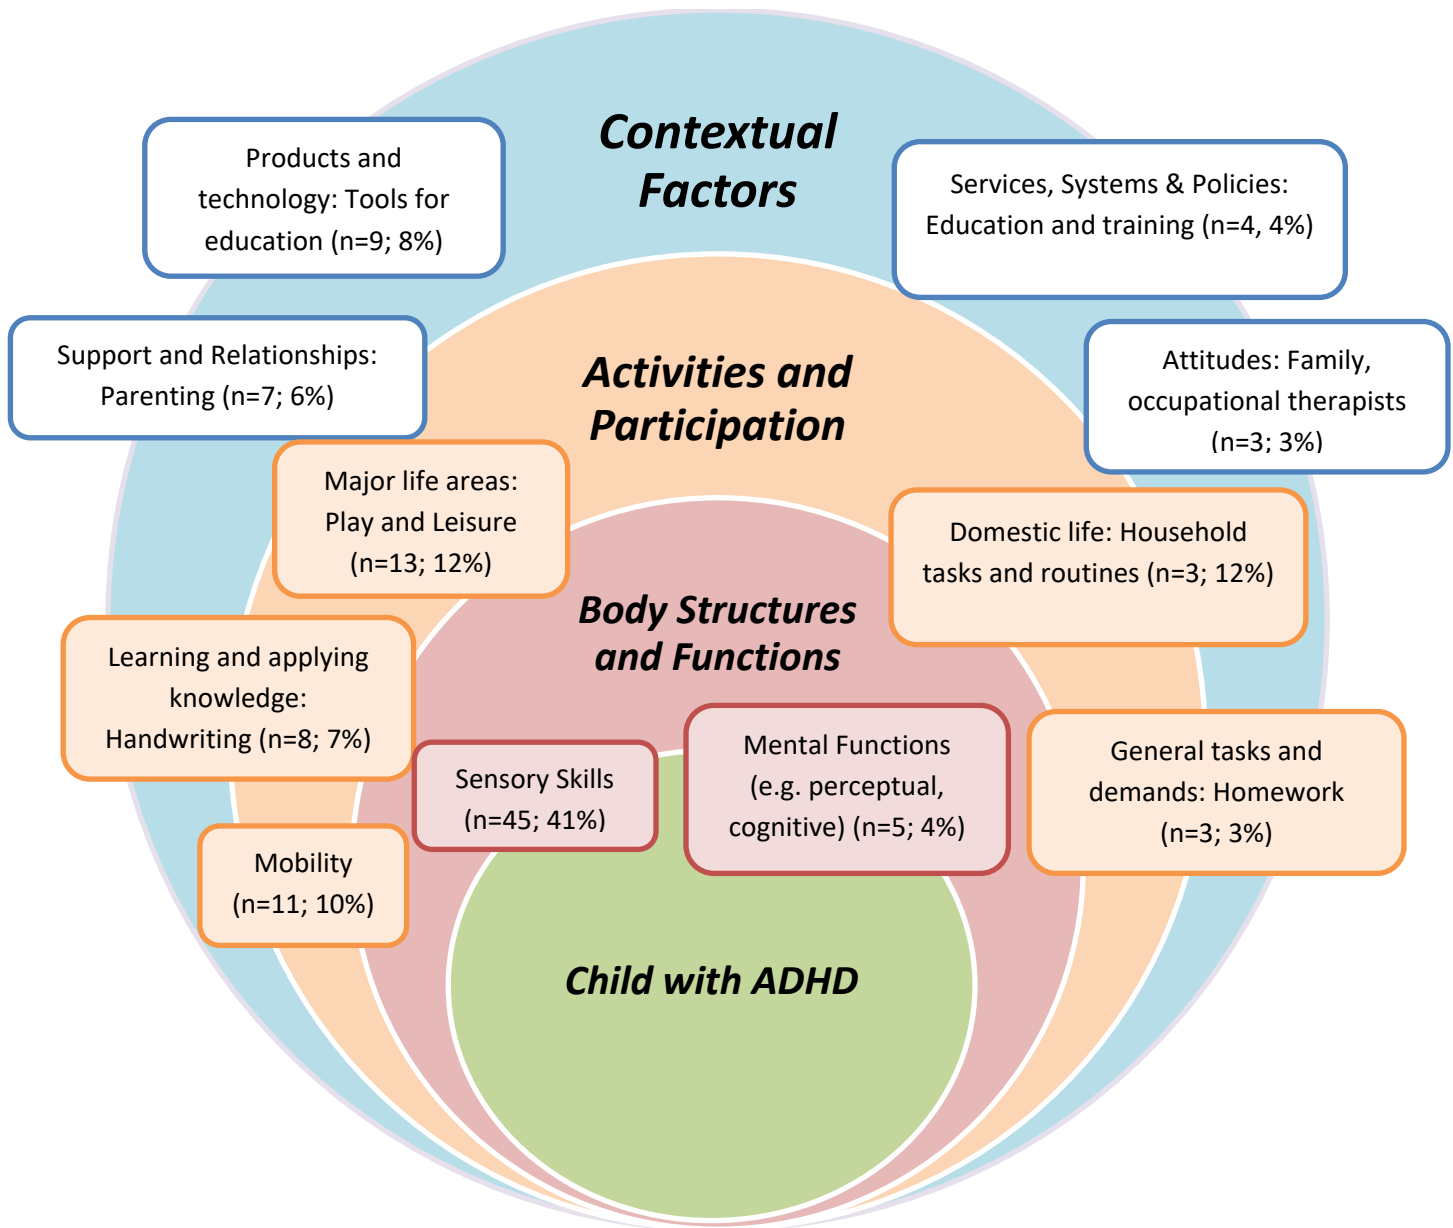 Contextual
Factors
Products and
technology: Tools for
education (n=9; 8%)
Services, Systems & Policies:
Education and training (n=4, 4%)
Support and Relationships:
Parenting (n=7; 6%)
Attitudes: Family,
occupational therapists
(n=3; 3%)
Activities and
Participation
Major life areas:
Play and Leisure
(n=13; 12%)
Domestic life: Household
tasks and routines (n=3; 12%)
Body Structures
and Functions
Learning and applying
knowledge:
Handwriting (n=8; 7%)
Sensory Skills
(n=45; 41%)
Mental Functions
(e.g. perceptual,
cognitive) (n=5; 4%)
General tasks and
demands: Homework
(n=3; 3%)
Mobility
(n=11; 10%)
Child with ADHD